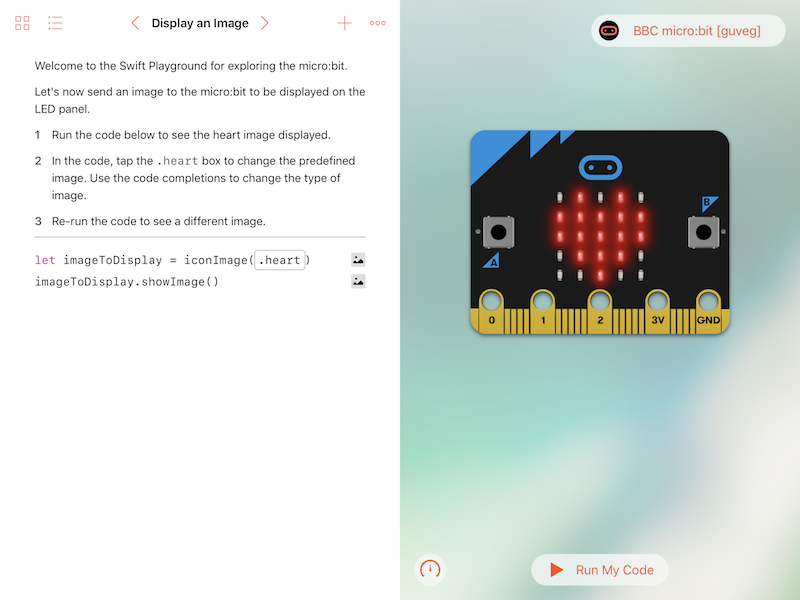 Display an Image
BBC micro:bit [guveg]
Welcome to the Swift Playground for exploring the micro:bit.
Let's now send an image to the micro:bit to be displayed on the
LED panel.
1 Run the code below to see the heart image displayed.
2 In the code, tap the .heart box to change the predefined
image. Use the code completions to change the type of
image.
3 Re-run the code to see a different image.
let imageToDisplay = iconImage(.heart)
imageToDisplay.showImage()
B
A
0 1 2 3V GND
Run My Code